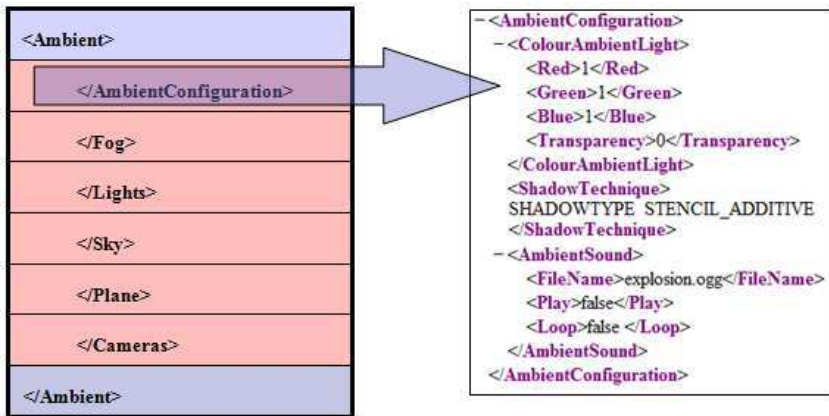 <Ambient>
</AmbientConfiguration>
</Fog>
</Lights>
</Sky>
</Plane>
</Cameras>
</Ambient>
− <AmbientConfiguration>
− <ColourAmbientLight>
<Red>1</Red>
<Green>1</Green>
<Blue>1</Blue>
<Transparency>0</Transparency>
</ColourAmbientLight>
<ShadowTechnique>
SHADOWTYPE STENCIL_ADDITIVE
</ShadowTechnique>
− <AmbientSound>
<FileName>explosion.ogg</FileName>
<Play>false</Play>
<Loop>false </Loop>
</AmbientSound>
</AmbientConfiguration>